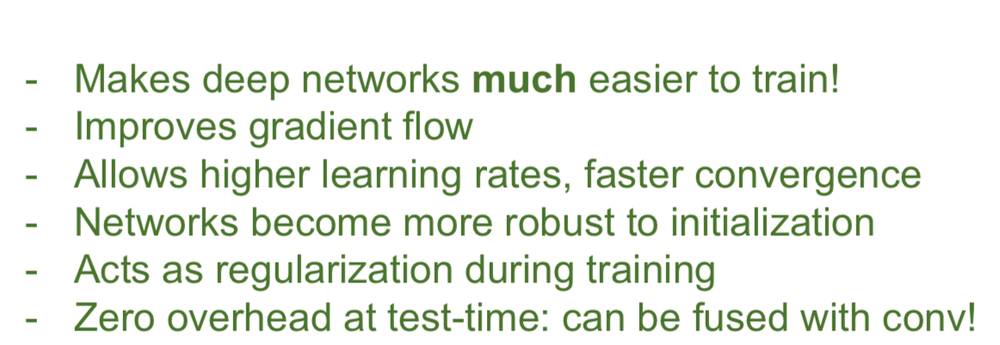 - Makes deep networks much easier to train!
- Improves gradient flow
- Allows higher learning rates, faster convergence
- Networks become more robust to initialization
- Acts as regularization during training
- Zero overhead at test-time: can be fused with conv!